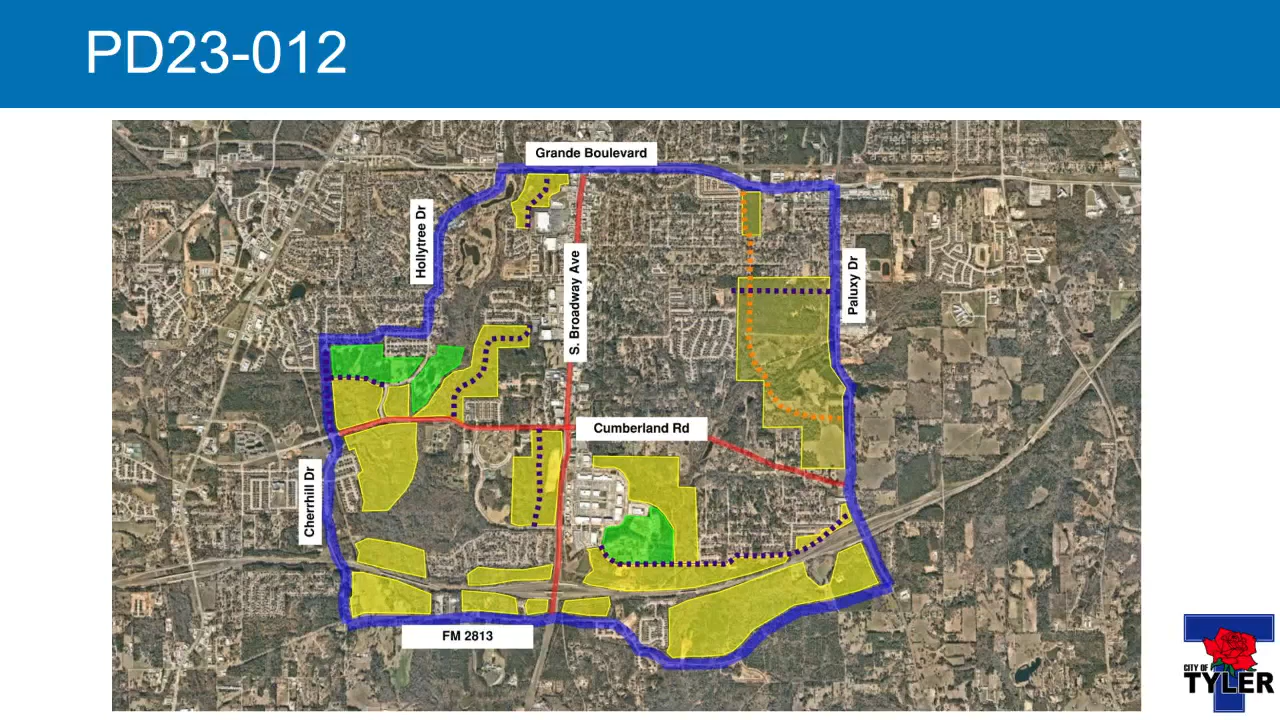 PD23-012
Grande Boulevard
Hollytree Dr
S. Broadway Ave
Paluxy Dr
Cumberland Rd
Cherrhill Dr
FM 2813
CITY OF
TYLER